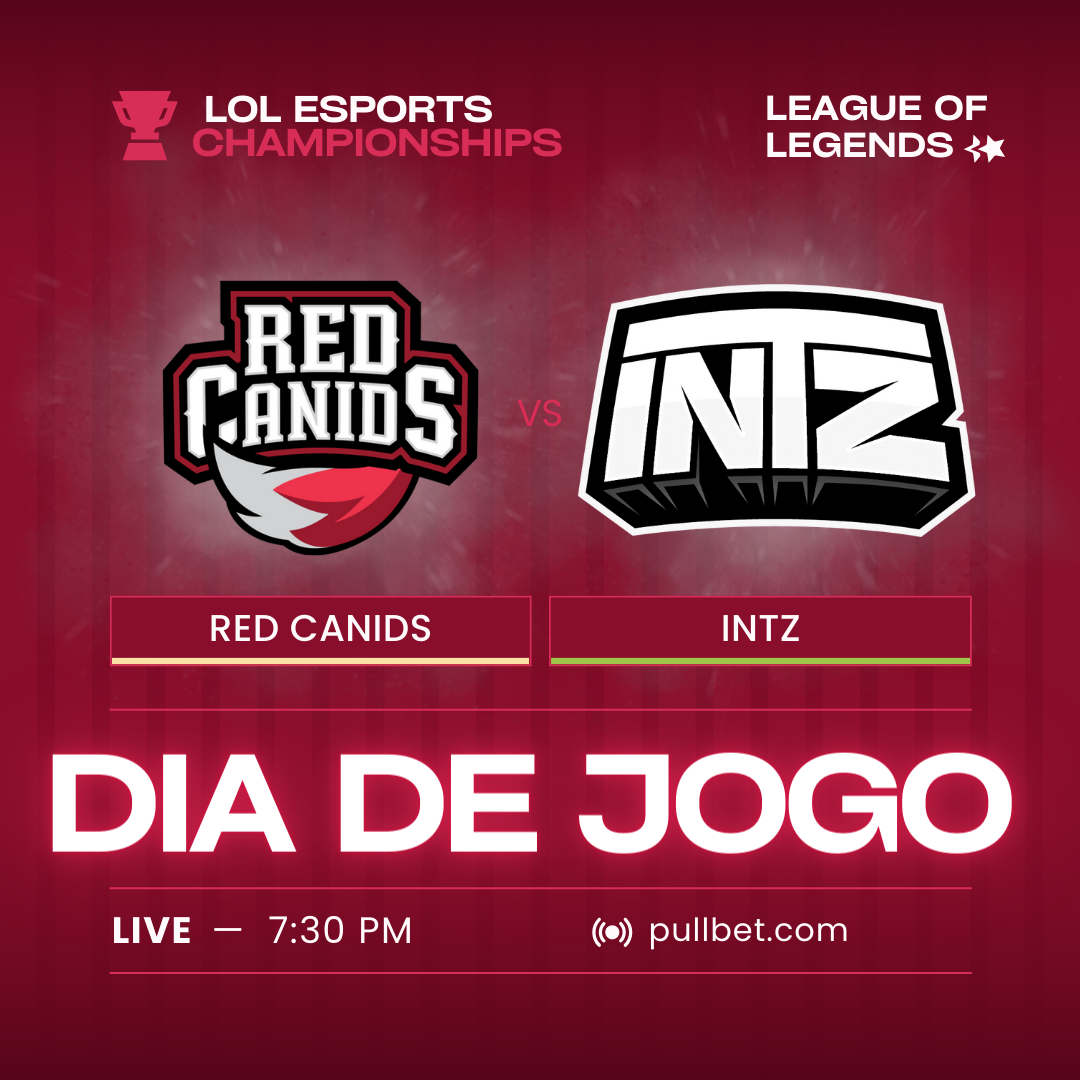 LOL ESPORTS
CHAMPIONSHIPS
LEAGUE OF
LEGENDS
RED
CANIDS
VS
INTZ
RED CANIDS
INTZ
DIA DE JOGO
LIVE — 7:30 PM
pullbet.com